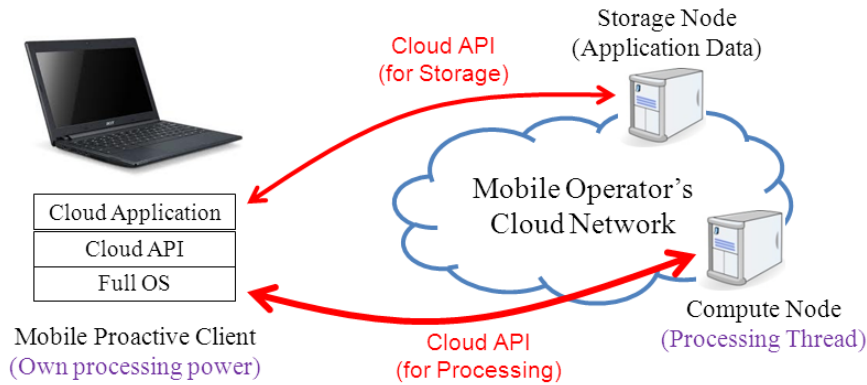 Storage Node
(Application Data)
Cloud API
(for Storage)
Cloud Application
Cloud API
Full OS
Mobile Operator's
Cloud Network
Mobile Proactive Client
(Own processing power)
Cloud API
(for Processing)
Compute Node
(Processing Thread)